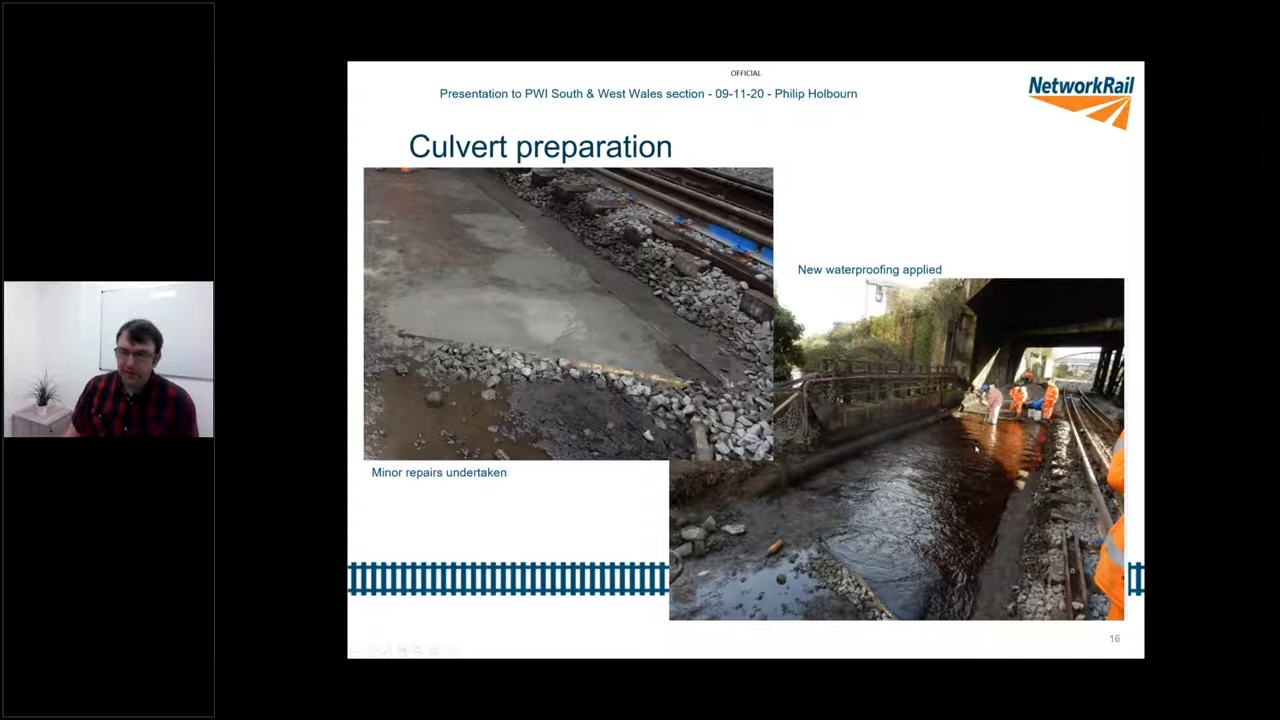 OFFICIAL
Presentation to PWI South & West Wales section - 09-11-20 - Philip Holbourn
NetworkRail
Culvert preparation
New waterproofing applied
Minor repairs undertaken
16